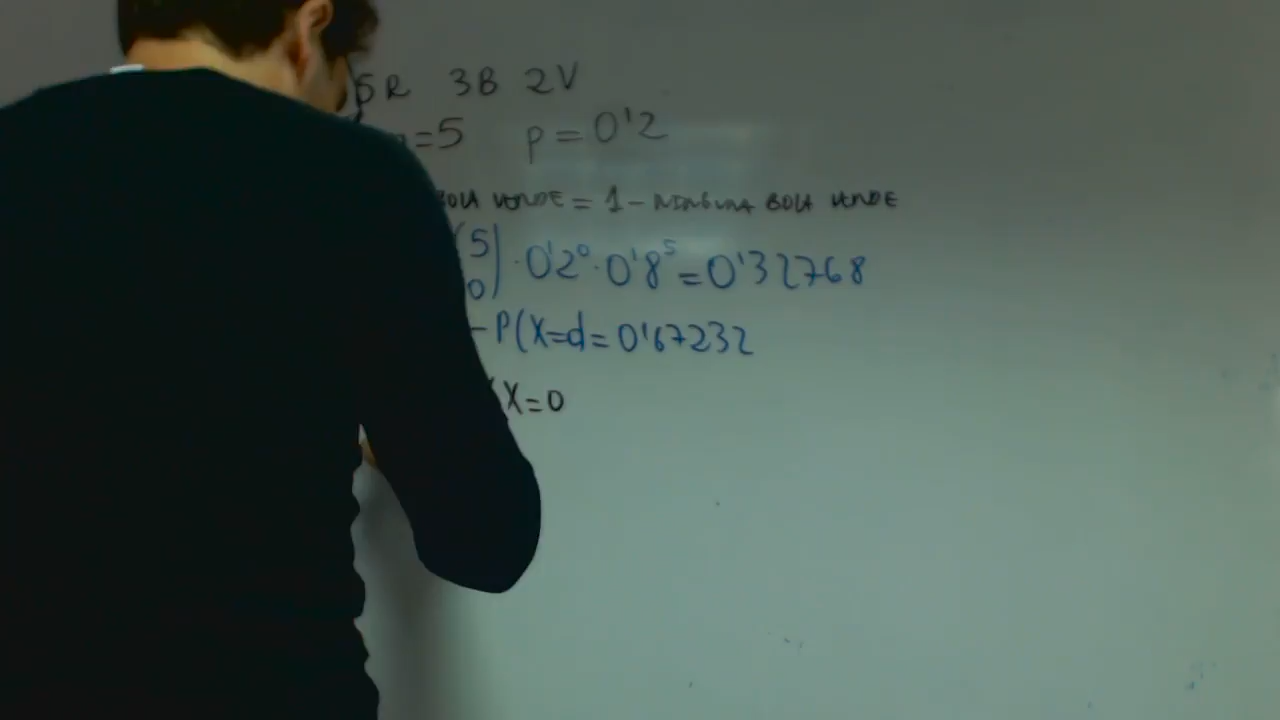 5R 3B 2V
=5 p=0'2
BOLA VERDE = 1 - NINGUNA BOLA VERDE
(5 0) · 0'2⁰ · 0'8⁵ = 0'32768
- P(X=0) = 0'67232
(X=0